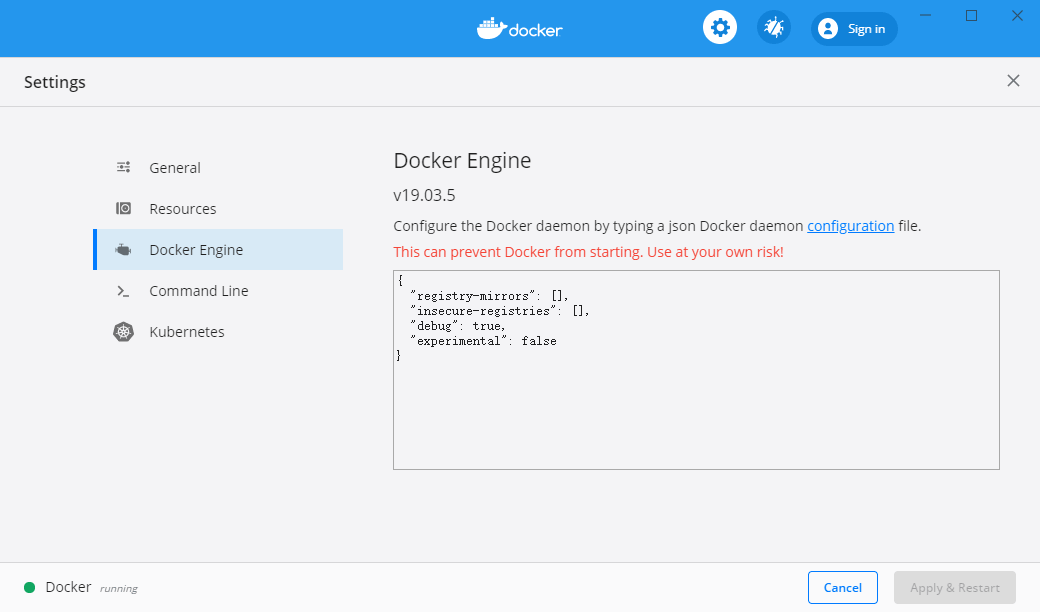 docker
Sign in
Settings
General
Resources
Docker Engine
Command Line
Kubernetes
Docker Engine
v19.03.5
Configure the Docker daemon by typing a json Docker daemon configuration file.
This can prevent Docker from starting. Use at your own risk!
{
  "registry-mirrors": [],
  "insecure-registries": [],
  "debug": true,
  "experimental": false
}
Docker running
Cancel
Apply & Restart